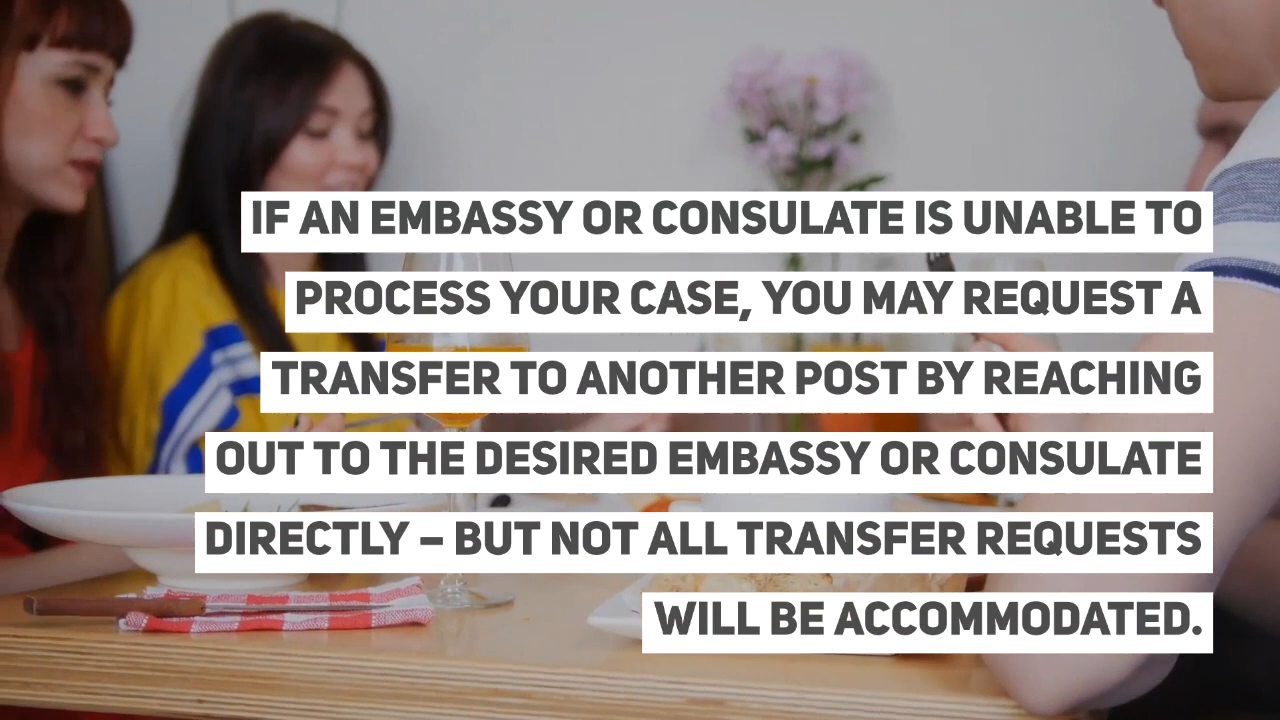 IF AN EMBASSY OR CONSULATE IS UNABLE TO
PROCESS YOUR CASE, YOU MAY REQUEST A
TRANSFER TO ANOTHER POST BY REACHING
OUT TO THE DESIRED EMBASSY OR CONSULATE
DIRECTLY – BUT NOT ALL TRANSFER REQUESTS
WILL BE ACCOMMODATED.